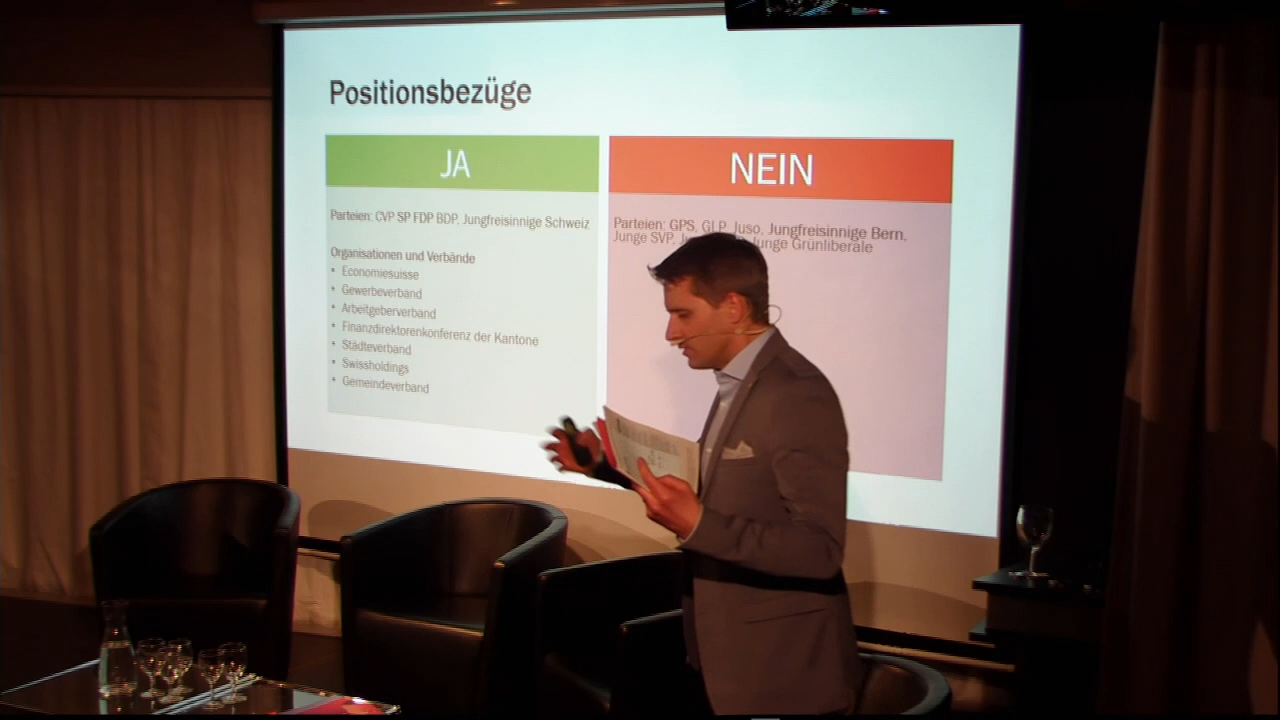 Positionsbezüge
JA
Parteien: CVP SP FDP BDP, Jungfreisinnige Schweiz
Organisationen und Verbände
• Economiesuisse
• Gewerbeverband
• Arbeitgeberverband
• Finanzdirektorenkonferenz der Kantone
• Städteverband
• Swissholdings
• Gemeindeverband
NEIN
Parteien: GPS, GLP, Juso, Jungfreisinnige Bern,
Junge SVP, Junge Grünliberale